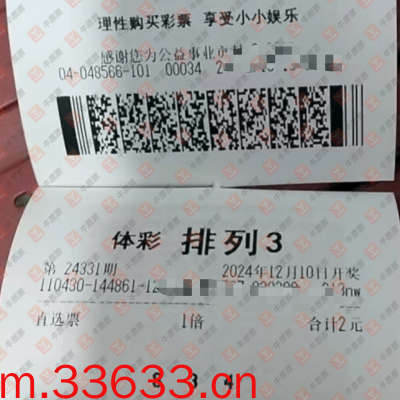 理性购买彩票 享受小小娱乐
感谢您为公益事业
04-048566-101 00034
体彩 排列3
第 24331期 2024年12月10日开奖
110430-144861-12
直选票 1倍 合计2元
3 4
m.33633.cn